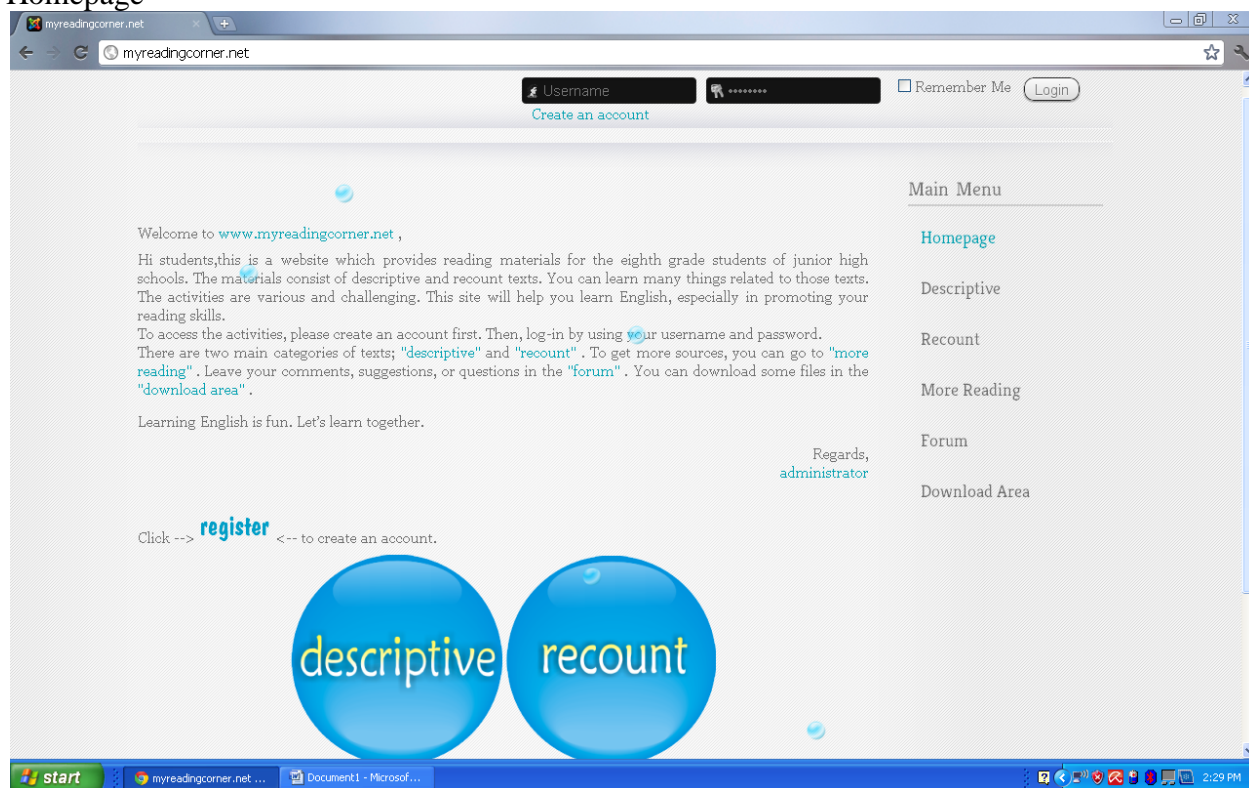 Homepage
myreadingcorner.net
myreadingcorner.net
Username
Remember Me
Login
Create an account
Main Menu
Homepage
Descriptive
Recount
More Reading
Forum
Download Area
Welcome to www.myreadingcorner.net ,
Hi students,this is a website which provides reading materials for the eighth grade students of junior high
schools. The materials consist of descriptive and recount texts. You can learn many things related to those texts.
The activities are various and challenging. This site will help you learn English, especially in promoting your
reading skills.
To access the activities, please create an account first. Then, log-in by using your username and password.
There are two main categories of texts; "descriptive" and "recount" . To get more sources, you can go to "more
reading" . Leave your comments, suggestions, or questions in the "forum" . You can download some files in the
"download area" .
Learning English is fun. Let's learn together.
Regards,
administrator
Click --> register <-- to create an account.
descriptive
recount
start
myreadingcorner.net ...
Document1 - Microsof...
2:29 PM